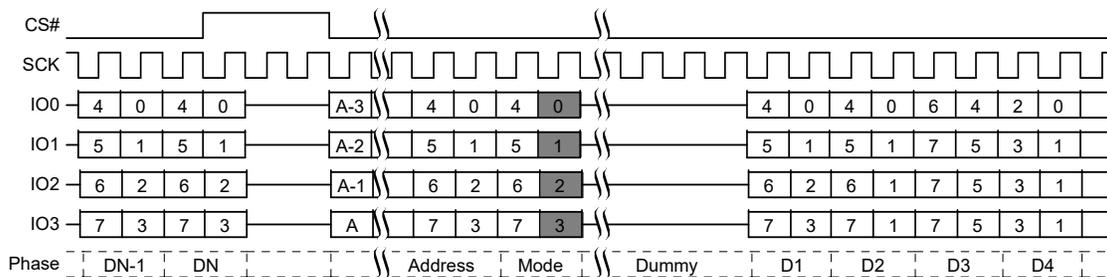 CS#
SCK
IO0 4 0 4 0 A-3 4 0 4 0 4 0 4 0 6 4 2 0
IO1 5 1 5 1 A-2 5 1 5 1 5 1 5 1 7 5 3 1
IO2 6 2 6 2 A-1 6 2 6 2 6 2 6 1 7 5 3 1
IO3 7 3 7 3 A 7 3 7 3 7 3 7 1 7 5 3 1
Phase DN-1 DN Address Mode Dummy D1 D2 D3 D4